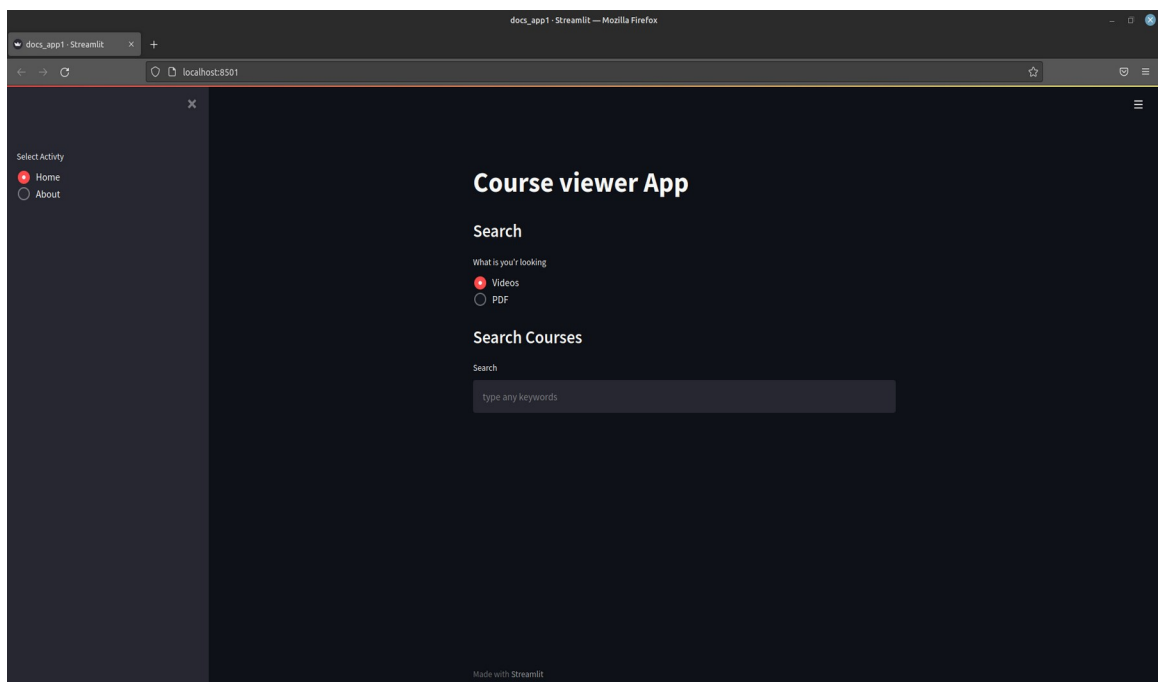 docs_app1 · Streamlit — Mozilla Firefox
docs_app1 · Streamlit
localhost:8501
Select Activty
Home
About
Course viewer App
Search
What is you'r looking
Videos
PDF
Search Courses
Search
type any keywords
Made with Streamlit